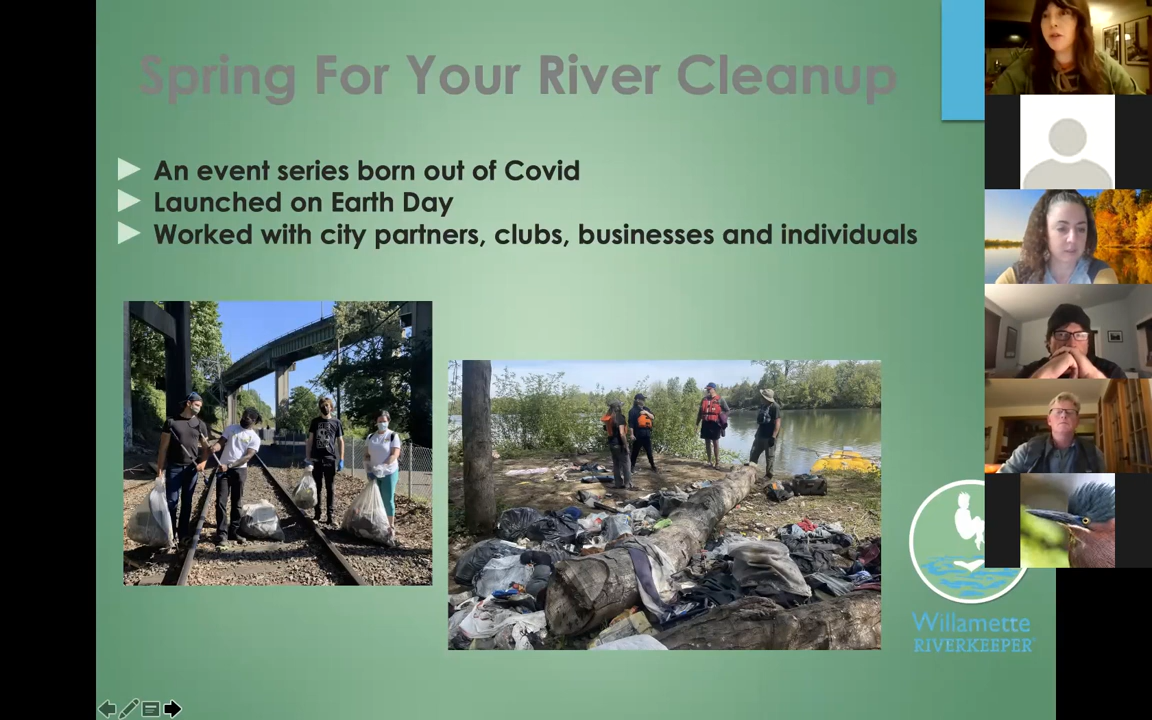 Spring For Your River Cleanup
An event series born out of Covid
Launched on Earth Day
Worked with city partners, clubs, businesses and individuals
Willamette
RIVERKEEPER